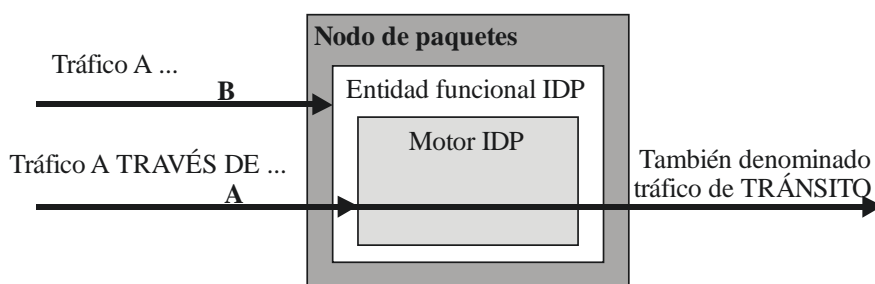 Nodo de paquetes
Tráfico A ...
B
Entidad funcional IDP
Motor IDP
Tráfico A TRAVÉS DE ...
A
También denominado
tráfico de TRÁNSITO